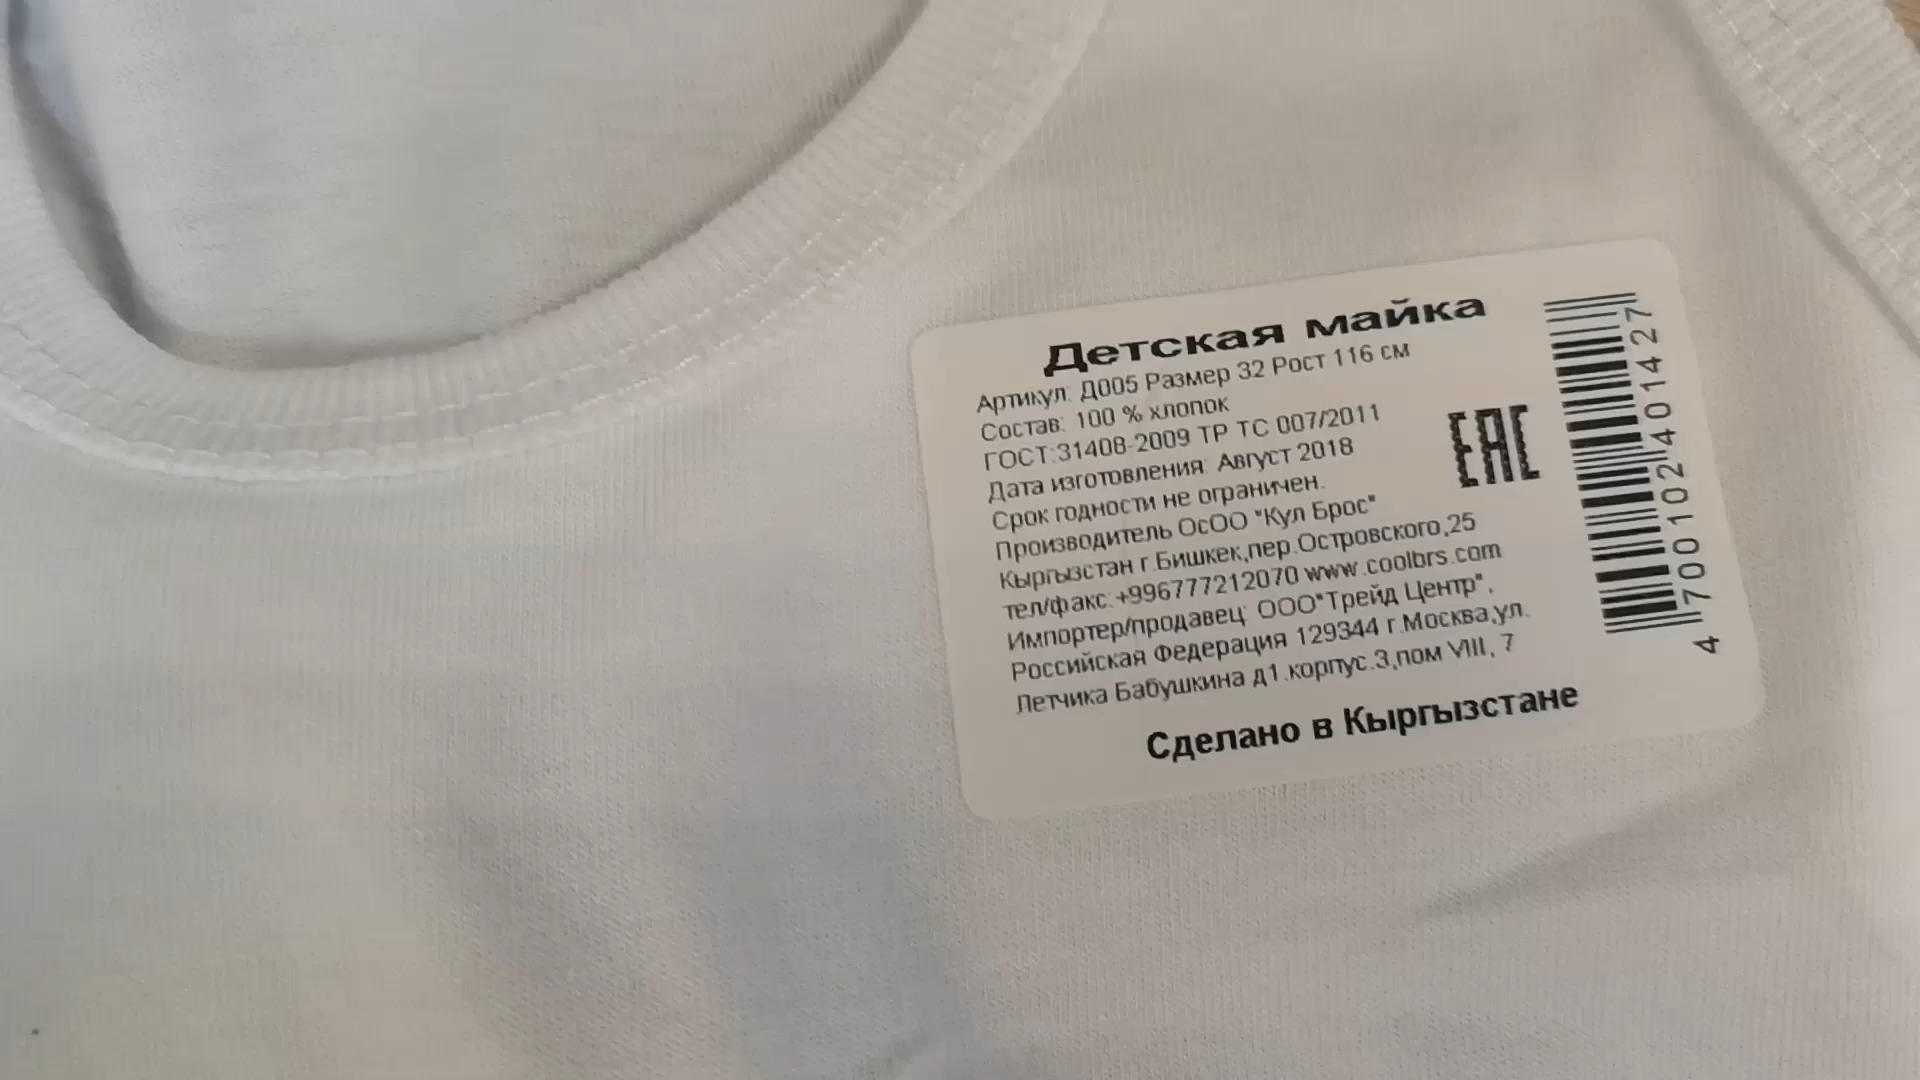 Детская майка
Артикул: Д005 Размер 32 Рост 116 см
Состав: 100 % хлопок
ГОСТ:31408-2009 ТР ТС 007/2011
Дата изготовления: Август 2018
Срок годности не ограничен.
Производитель ОсОО "Кул Брос"
Кыргызстан г.Бишкек,пер.Островского,25
тел/факс:+996777212070 www.coolbrs.com
Импортер/продавец: ООО"Трейд Центр",
Российская Федерация 129344 г.Москва,ул.
Летчика Бабушкина д1.корпус.3,пом VIII, 7
Сделано в Кыргызстане
EAC
4700102401427